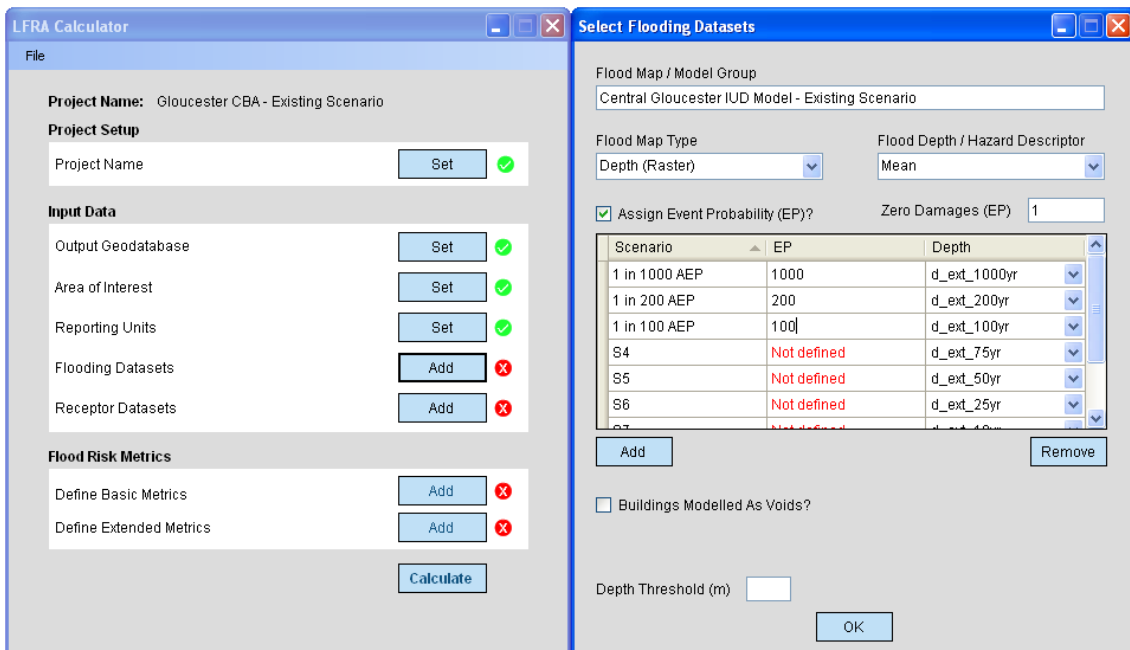 LFRA Calculator
File
Project Name: Gloucester CBA - Existing Scenario
Project Setup
Project Name Set
Input Data
Output Geodatabase Set
Area of Interest Set
Reporting Units Set
Flooding Datasets Add
Receptor Datasets Add
Flood Risk Metrics
Define Basic Metrics Add
Define Extended Metrics Add
Calculate
Select Flooding Datasets
Flood Map / Model Group
Central Gloucester IUD Model - Existing Scenario
Flood Map Type Flood Depth / Hazard Descriptor
Depth (Raster) Mean
Assign Event Probability (EP)? Zero Damages (EP) 1
Scenario EP Depth
1 in 1000 AEP 1000 d_ext_1000yr
1 in 200 AEP 200 d_ext_200yr
1 in 100 AEP 100 d_ext_100yr
S4 Not defined d_ext_75yr
S5 Not defined d_ext_50yr
S6 Not defined d_ext_25yr
Add Remove
Buildings Modelled As Voids?
Depth Threshold (m)
OK